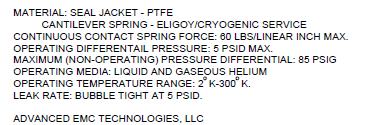 MATERIAL: SEAL JACKET - PTFE
CANTILEVER SPRING - ELIGOY/CRYOGENIC SERVICE
CONTINUOUS CONTACT SPRING FORCE: 60 LBS/LINEAR INCH MAX.
OPERATING DIFFERENTAIL PRESSURE: 5 PSID MAX.
MAXIMUM (NON-OPERATING) PRESSURE DIFFERENTIAL: 85 PSIG
OPERATING MEDIA: LIQUID AND GASEOUS HELIUM
OPERATING TEMPERATURE RANGE: 2° K-300° K.
LEAK RATE: BUBBLE TIGHT AT 5 PSID.
ADVANCED EMC TECHNOLOGIES, LLC